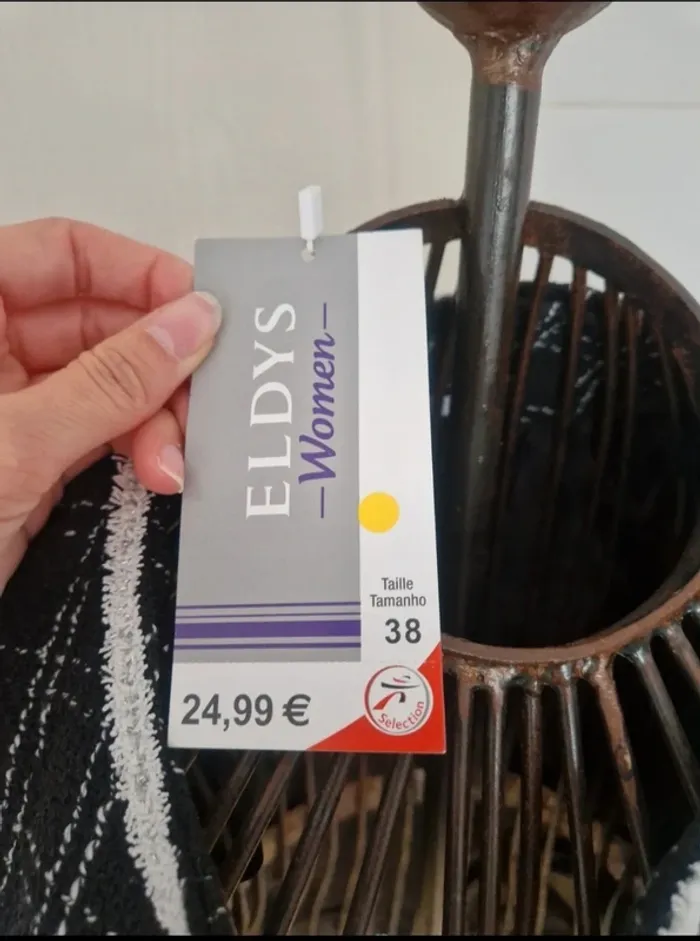 ELDYS
–Women–
Taille
Tamanho
38
24,99 €
Selection